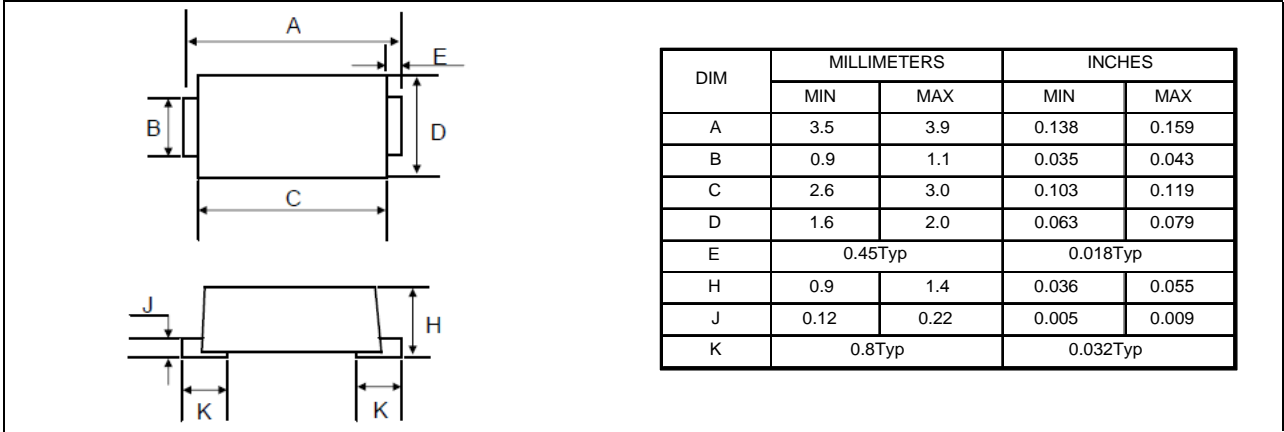 A
E
B
D
C
J
H
K
K
DIM MILLIMETERS INCHES
MIN MAX MIN MAX
A 3.5 3.9 0.138 0.159
B 0.9 1.1 0.035 0.043
C 2.6 3.0 0.103 0.119
D 1.6 2.0 0.063 0.079
E 0.45Typ 0.018Typ
H 0.9 1.4 0.036 0.055
J 0.12 0.22 0.005 0.009
K 0.8Typ 0.032Typ